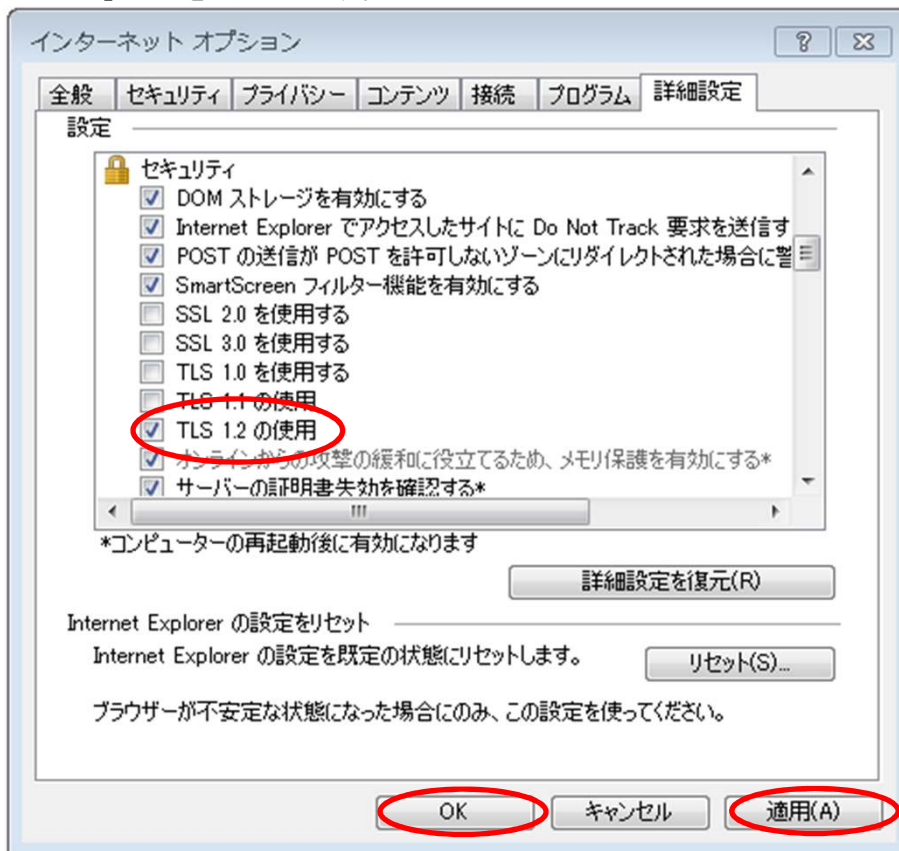 インターネット オプション
全般 セキュリティ プライバシー コンテンツ 接続 プログラム 詳細設定
設定
セキュリティ
DOM ストレージを有効にする
Internet Explorer でアクセスしたサイトに Do Not Track 要求を送信す
POST の送信が POST を許可しないゾーンにリダイレクトされた場合に警
SmartScreen フィルター機能を有効にする
SSL 2.0 を使用する
SSL 3.0 を使用する
TLS 1.0 を使用する
TLS 1.1 の使用
TLS 1.2 の使用
オンラインからの攻撃の緩和に役立てるため、メモリ保護を有効にする*
サーバーの証明書失効を確認する*
*コンピューターの再起動後に有効になります
詳細設定を復元(R)
Internet Explorer の設定をリセット
Internet Explorer の設定を既定の状態にリセットします。
リセット(S)...
ブラウザーが不安定な状態になった場合にのみ、この設定を使ってください。
OK キャンセル 適用(A)